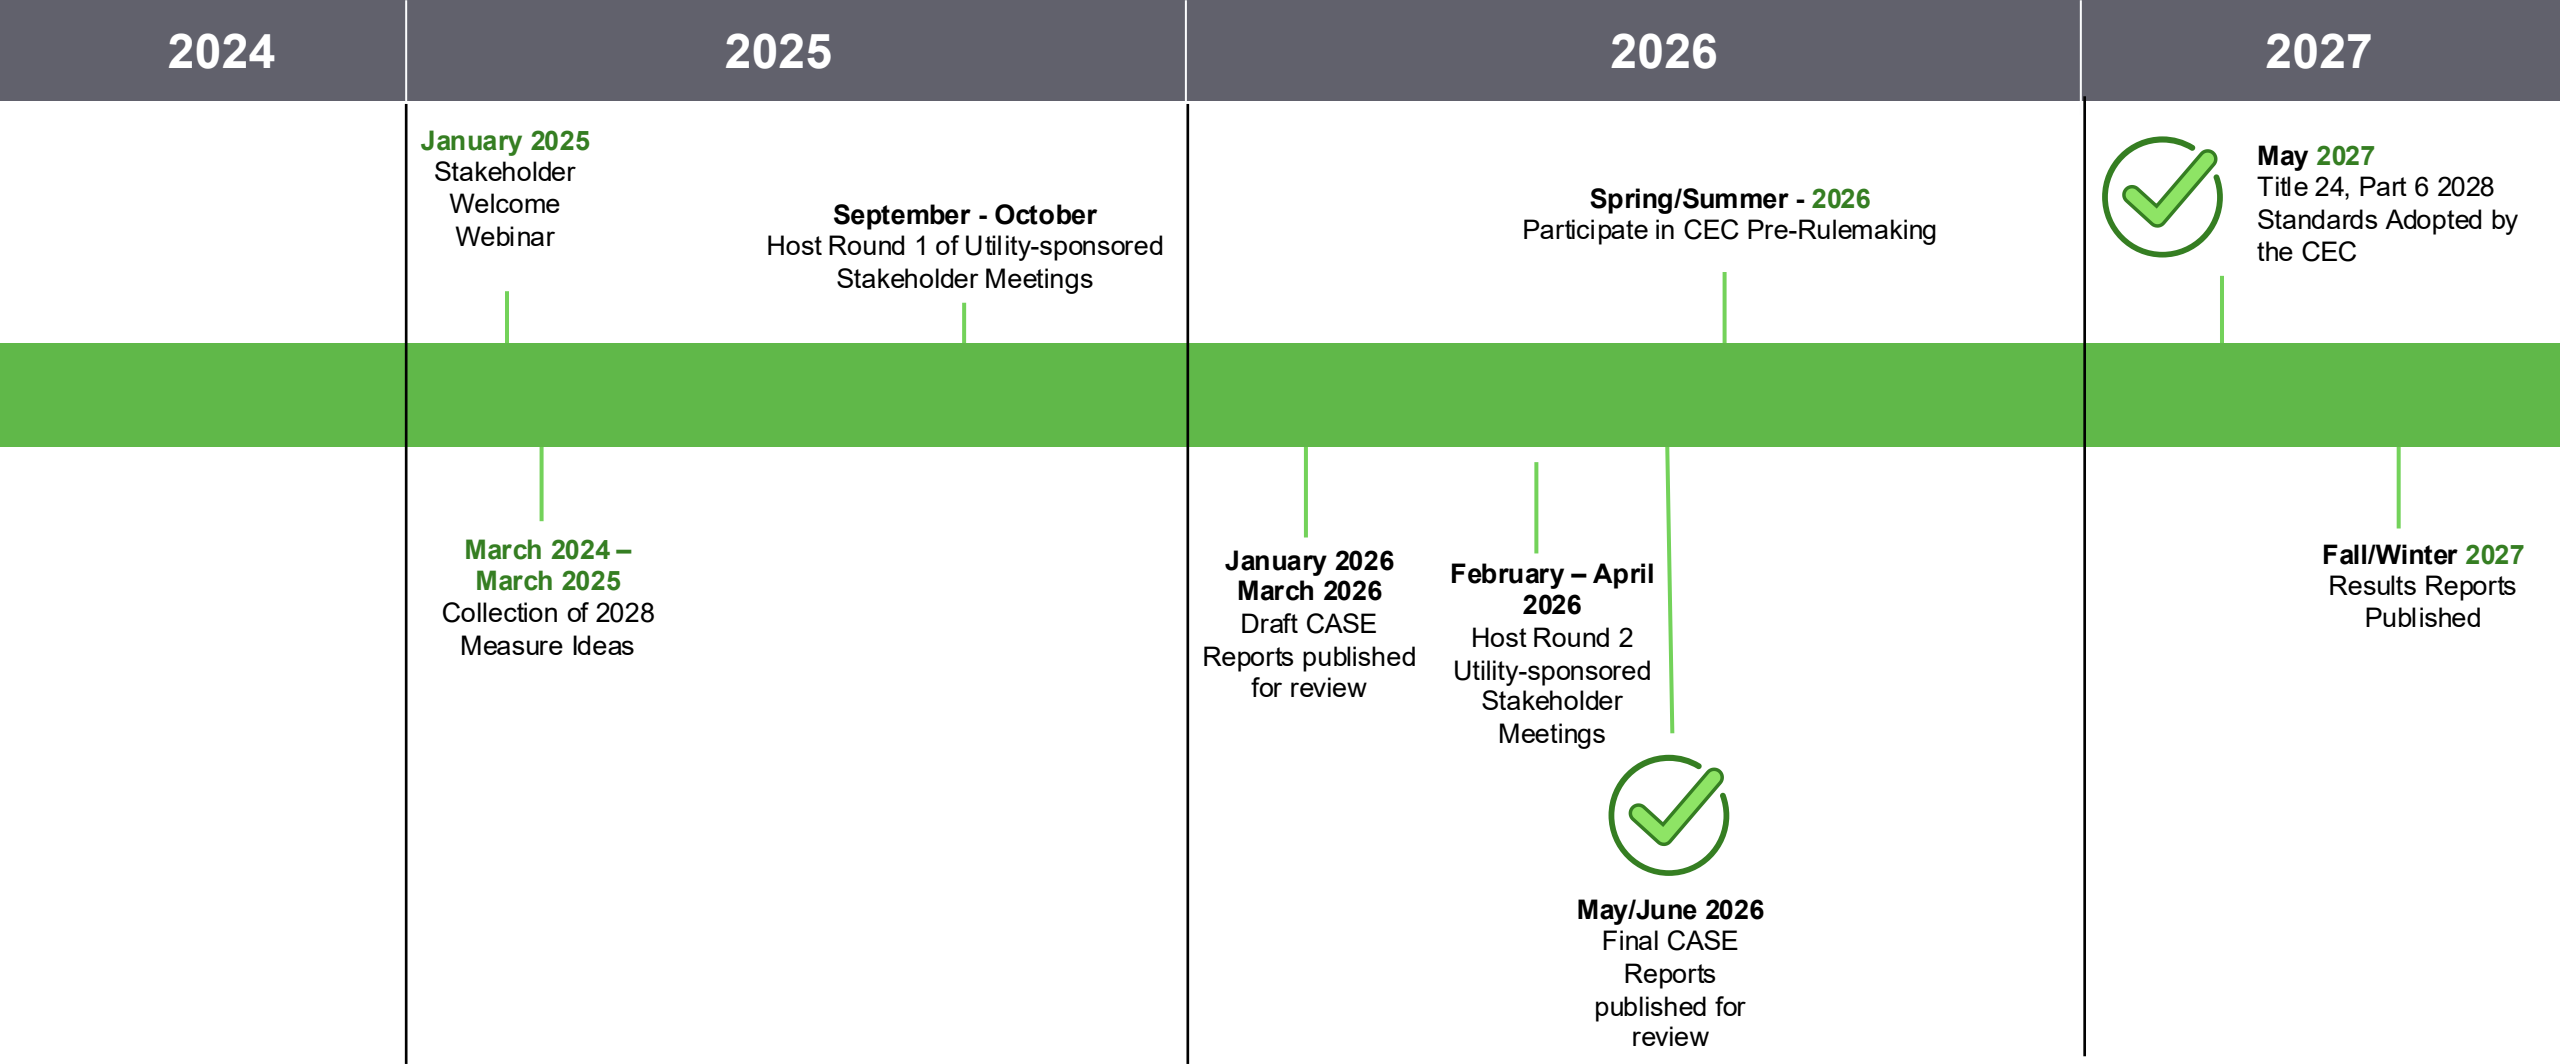 2024
2025
2026
2027
January 2025
Stakeholder
Welcome
Webinar
September - October
Host Round 1 of Utility-sponsored
Stakeholder Meetings
Spring/Summer - 2026
Participate in CEC Pre-Rulemaking
May 2027
Title 24, Part 6 2028
Standards Adopted by
the CEC
March 2024 –
March 2025
Collection of 2028
Measure Ideas
January 2026
March 2026
Draft CASE
Reports published
for review
February – April
2026
Host Round 2
Utility-sponsored
Stakeholder
Meetings
May/June 2026
Final CASE
Reports
published for
review
Fall/Winter 2027
Results Reports
Published